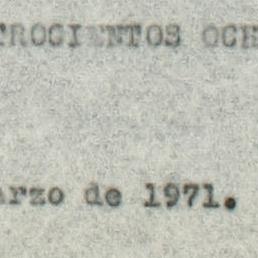 TROCIENTOS OCH
arzo de 1971.